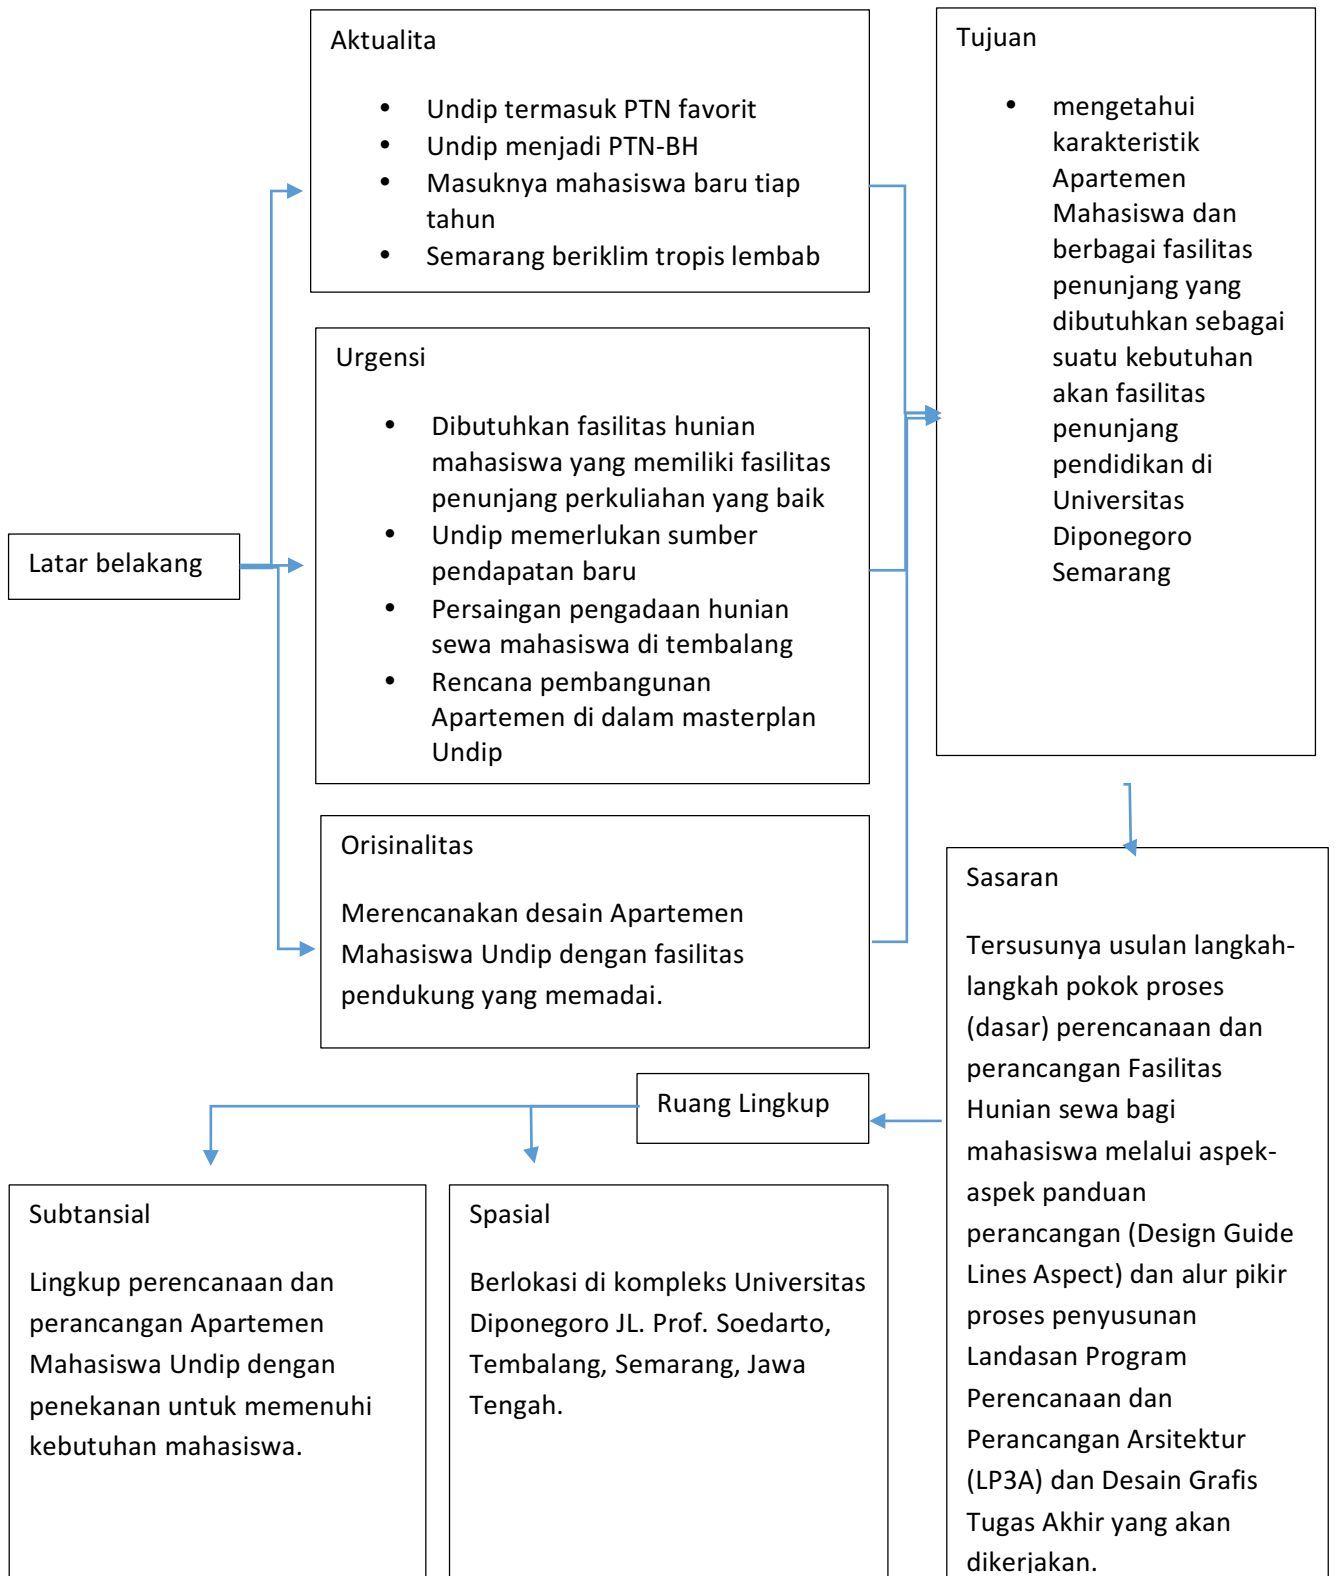 Latar belakang
Aktualita
• Undip termasuk PTN favorit
• Undip menjadi PTN-BH
• Masuknya mahasiswa baru tiap
tahun
• Semarang beriklim tropis lembab
Urgensi
• Dibutuhkan fasilitas hunian
mahasiswa yang memiliki fasilitas
penunjang perkuliahan yang baik
• Undip memerlukan sumber
pendapatan baru
• Persaingan pengadaan hunian
sewa mahasiswa di tembalang
• Rencana pembangunan
Apartemen di dalam masterplan
Undip
Orisinalitas
Merencanakan desain Apartemen
Mahasiswa Undip dengan fasilitas
pendukung yang memadai.
Tujuan
• mengetahui
karakteristik
Apartemen
Mahasiswa dan
berbagai fasilitas
penunjang yang
dibutuhkan sebagai
suatu kebutuhan
akan fasilitas
penunjang
pendidikan di
Universitas
Diponegoro
Semarang
Sasaran
Tersusunya usulan langkah-
langkah pokok proses
(dasar) perencanaan dan
perancangan Fasilitas
Hunian sewa bagi
mahasiswa melalui aspek-
aspek panduan
perancangan (Design Guide
Lines Aspect) dan alur pikir
proses penyusunan
Landasan Program
Perencanaan dan
Perancangan Arsitektur
(LP3A) dan Desain Grafis
Tugas Akhir yang akan
dikerjakan.
Ruang Lingkup
Subtansial
Lingkup perencanaan dan
perancangan Apartemen
Mahasiswa Undip dengan
penekanan untuk memenuhi
kebutuhan mahasiswa.
Spasial
Berlokasi di kompleks Universitas
Diponegoro JL. Prof. Soedarto,
Tembalang, Semarang, Jawa
Tengah.